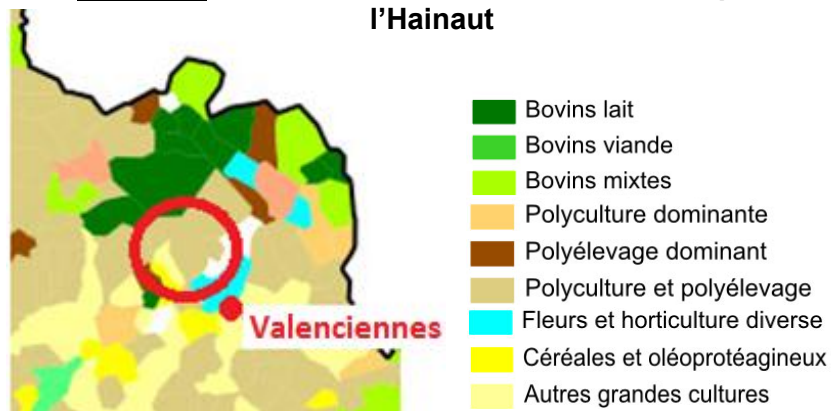 l'Hainaut
Bovins lait
Bovins viande
Bovins mixtes
Polyculture dominante
Polyélevage dominant
Polyculture et polyélevage
Fleurs et horticulture diverse
Céréales et oléoprotéagineux
Autres grandes cultures
Valenciennes